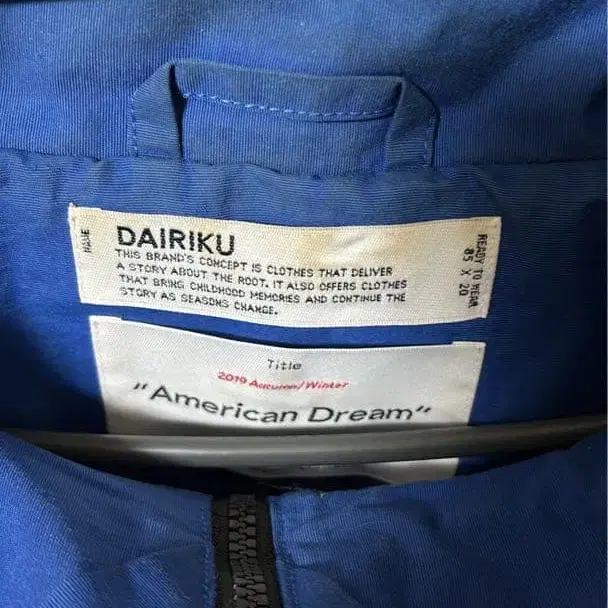 NAME
DAIRIKU
THIS BRAND'S CONCEPT IS CLOTHES THAT DELIVER
A STORY ABOUT THE ROOT. IT ALSO OFFERS CLOTHES
THAT BRING CHILDHOOD MEMORIES AND CONTINUE THE
STORY AS SEASONS CHANGE.
READY TO WEAR
85 X 20
Title
2019 Autumn/Winter
"American Dream"